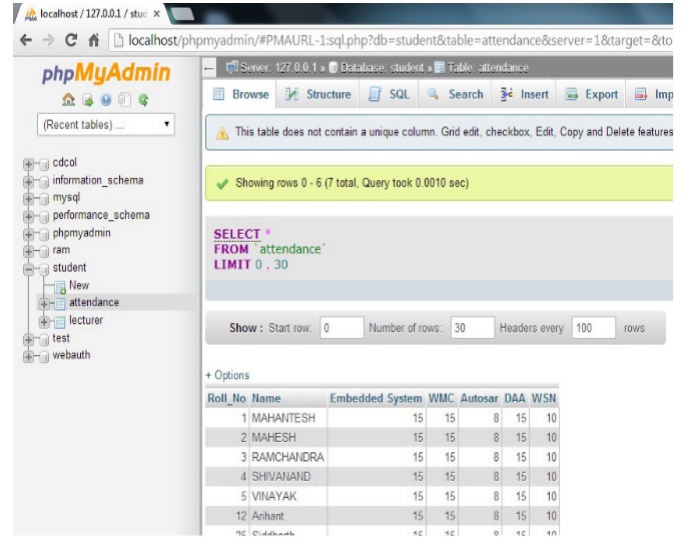 localhost / 127.0.0.1 / stud
localhost/phpmyadmin/#PMAURL-1:sql.php?db=student&table=attendance&server=1&target=&to
phpMyAdmin
(Recent tables) ...
cdcol
information_schema
mysql
performance_schema
phpmyadmin
ram
student
New
attendance
lecturer
test
webauth
Server: 127.0.0.1 » Database: student » Table: attendance
Browse Structure SQL Search Insert Export Imp
This table does not contain a unique column. Grid edit, checkbox, Edit, Copy and Delete features
Showing rows 0 - 6 (7 total, Query took 0.0010 sec)
SELECT *
FROM `attendance`
LIMIT 0 , 30
Show : Start row: 0 Number of rows: 30 Headers every 100 rows
+ Options
Roll_No Name Embedded System WMC Autosar DAA WSN
1 MAHANTESH 15 15 8 15 10
2 MAHESH 15 15 8 15 10
3 RAMCHANDRA 15 15 8 15 10
4 SHIVANAND 15 15 8 15 10
5 VINAYAK 15 15 8 15 10
12 Arihant 15 15 8 15 10
25 Siddharth 15 15 8 15 10